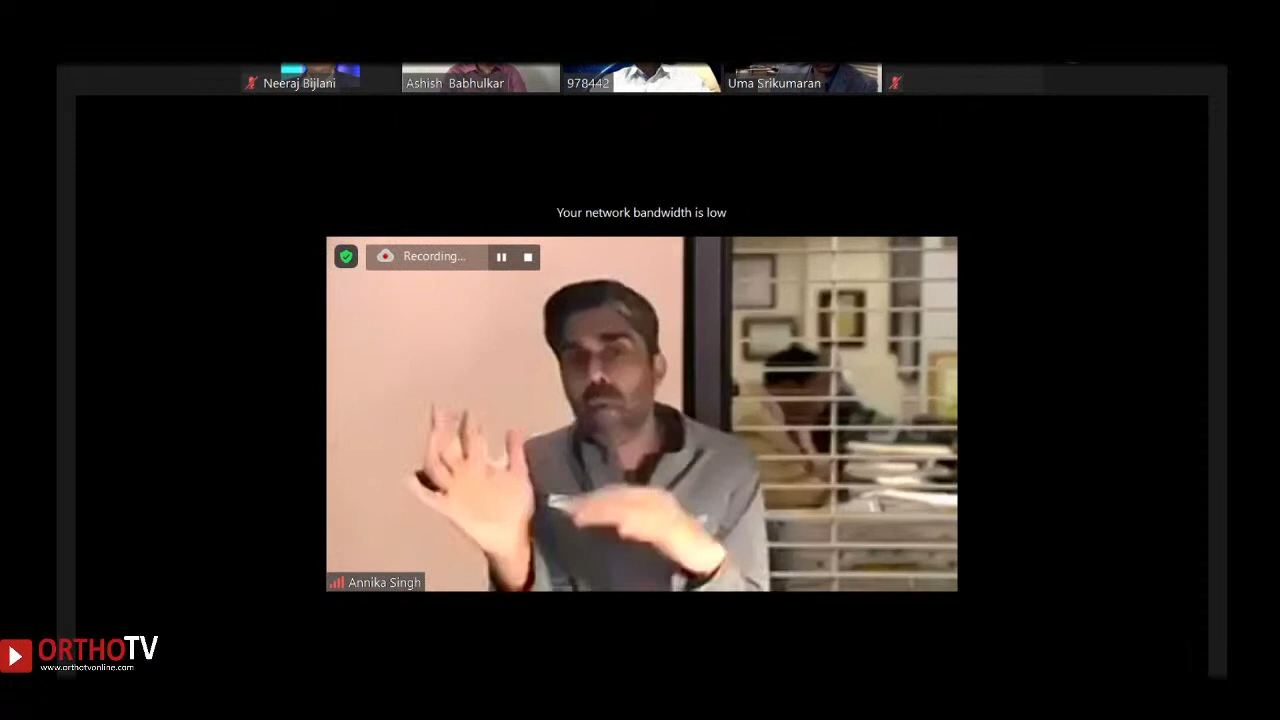 Neeraj Bijlani
Ashish Babhulkar
978442
Uma Srikumaran
Your network bandwidth is low
Recording...
Annika Singh
ORTHOTV
www.orthotvonline.com